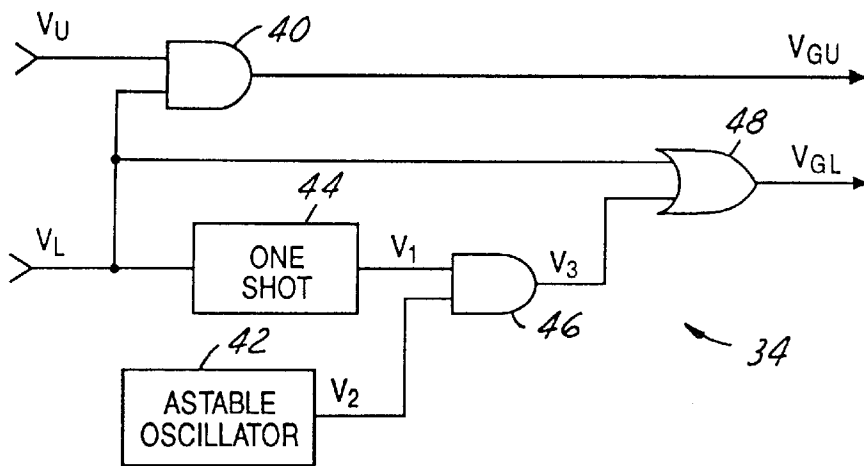 V_U
40
V_GU
48
V_GL
44
V_L
ONE
SHOT
V_1
V_3
46
42
34
ASTABLE
OSCILLATOR
V_2